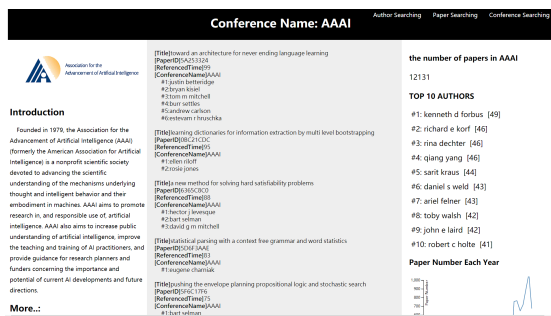 Conference Name: AAAI
Author Searching
Paper Searching
Conference Searching
Association for the
Advancement of Artificial Intelligence
Introduction
Founded in 1979, the Association for the
Advancement of Artificial Intelligence (AAAI)
(formerly the American Association for Artificial
Intelligence) is a nonprofit scientific society
devoted to advancing the scientific
understanding of the mechanisms underlying
thought and intelligent behavior and their
embodiment in machines. AAAI aims to promote
research in, and responsible use of, artificial
intelligence. AAAI also aims to increase public
understanding of artificial intelligence, improve
the teaching and training of AI practitioners, and
provide guidance for research planners and
funders concerning the importance and
potential of current AI developments and future
directions.
More..:
[Title]toward an architecture for never ending language learning
[PaperID]5A253324
[ReferencedTime]99
[ConferenceName]AAAI
#1:justin betteridge
#2:bryan kisiel
#3:tom m mitchell
#4:burr settles
#5:andrew carlson
#6:estevam r hruschka
[Title]learning dictionaries for information extraction by multi level bootstrapping
[PaperID]0BC21CDC
[ReferencedTime]95
[ConferenceName]AAAI
#1:ellen riloff
#2:rosie jones
[Title]a new method for solving hard satisfiability problems
[PaperID]6365C8C0
[ReferencedTime]88
[ConferenceName]AAAI
#1:hector j levesque
#2:bart selman
#3:david g m mitchell
[Title]statistical parsing with a context free grammar and word statistics
[PaperID]5D6F3AAE
[ReferencedTime]83
[ConferenceName]AAAI
#1:eugene charniak
[Title]pushing the envelope planning propositional logic and stochastic search
[PaperID]5F6C17F6
[ReferencedTime]75
[ConferenceName]AAAI
#1:bart selman
the number of papers in AAAI
12131
TOP 10 AUTHORS
#1: kenneth d forbus [49]
#2: richard e korf [46]
#3: rina dechter [46]
#4: qiang yang [46]
#5: sarit kraus [44]
#6: daniel s weld [43]
#7: ariel felner [43]
#8: toby walsh [42]
#9: john e laird [42]
#10: robert c holte [41]
Paper Number Each Year
1,000
900
800
700
600
Paper Number